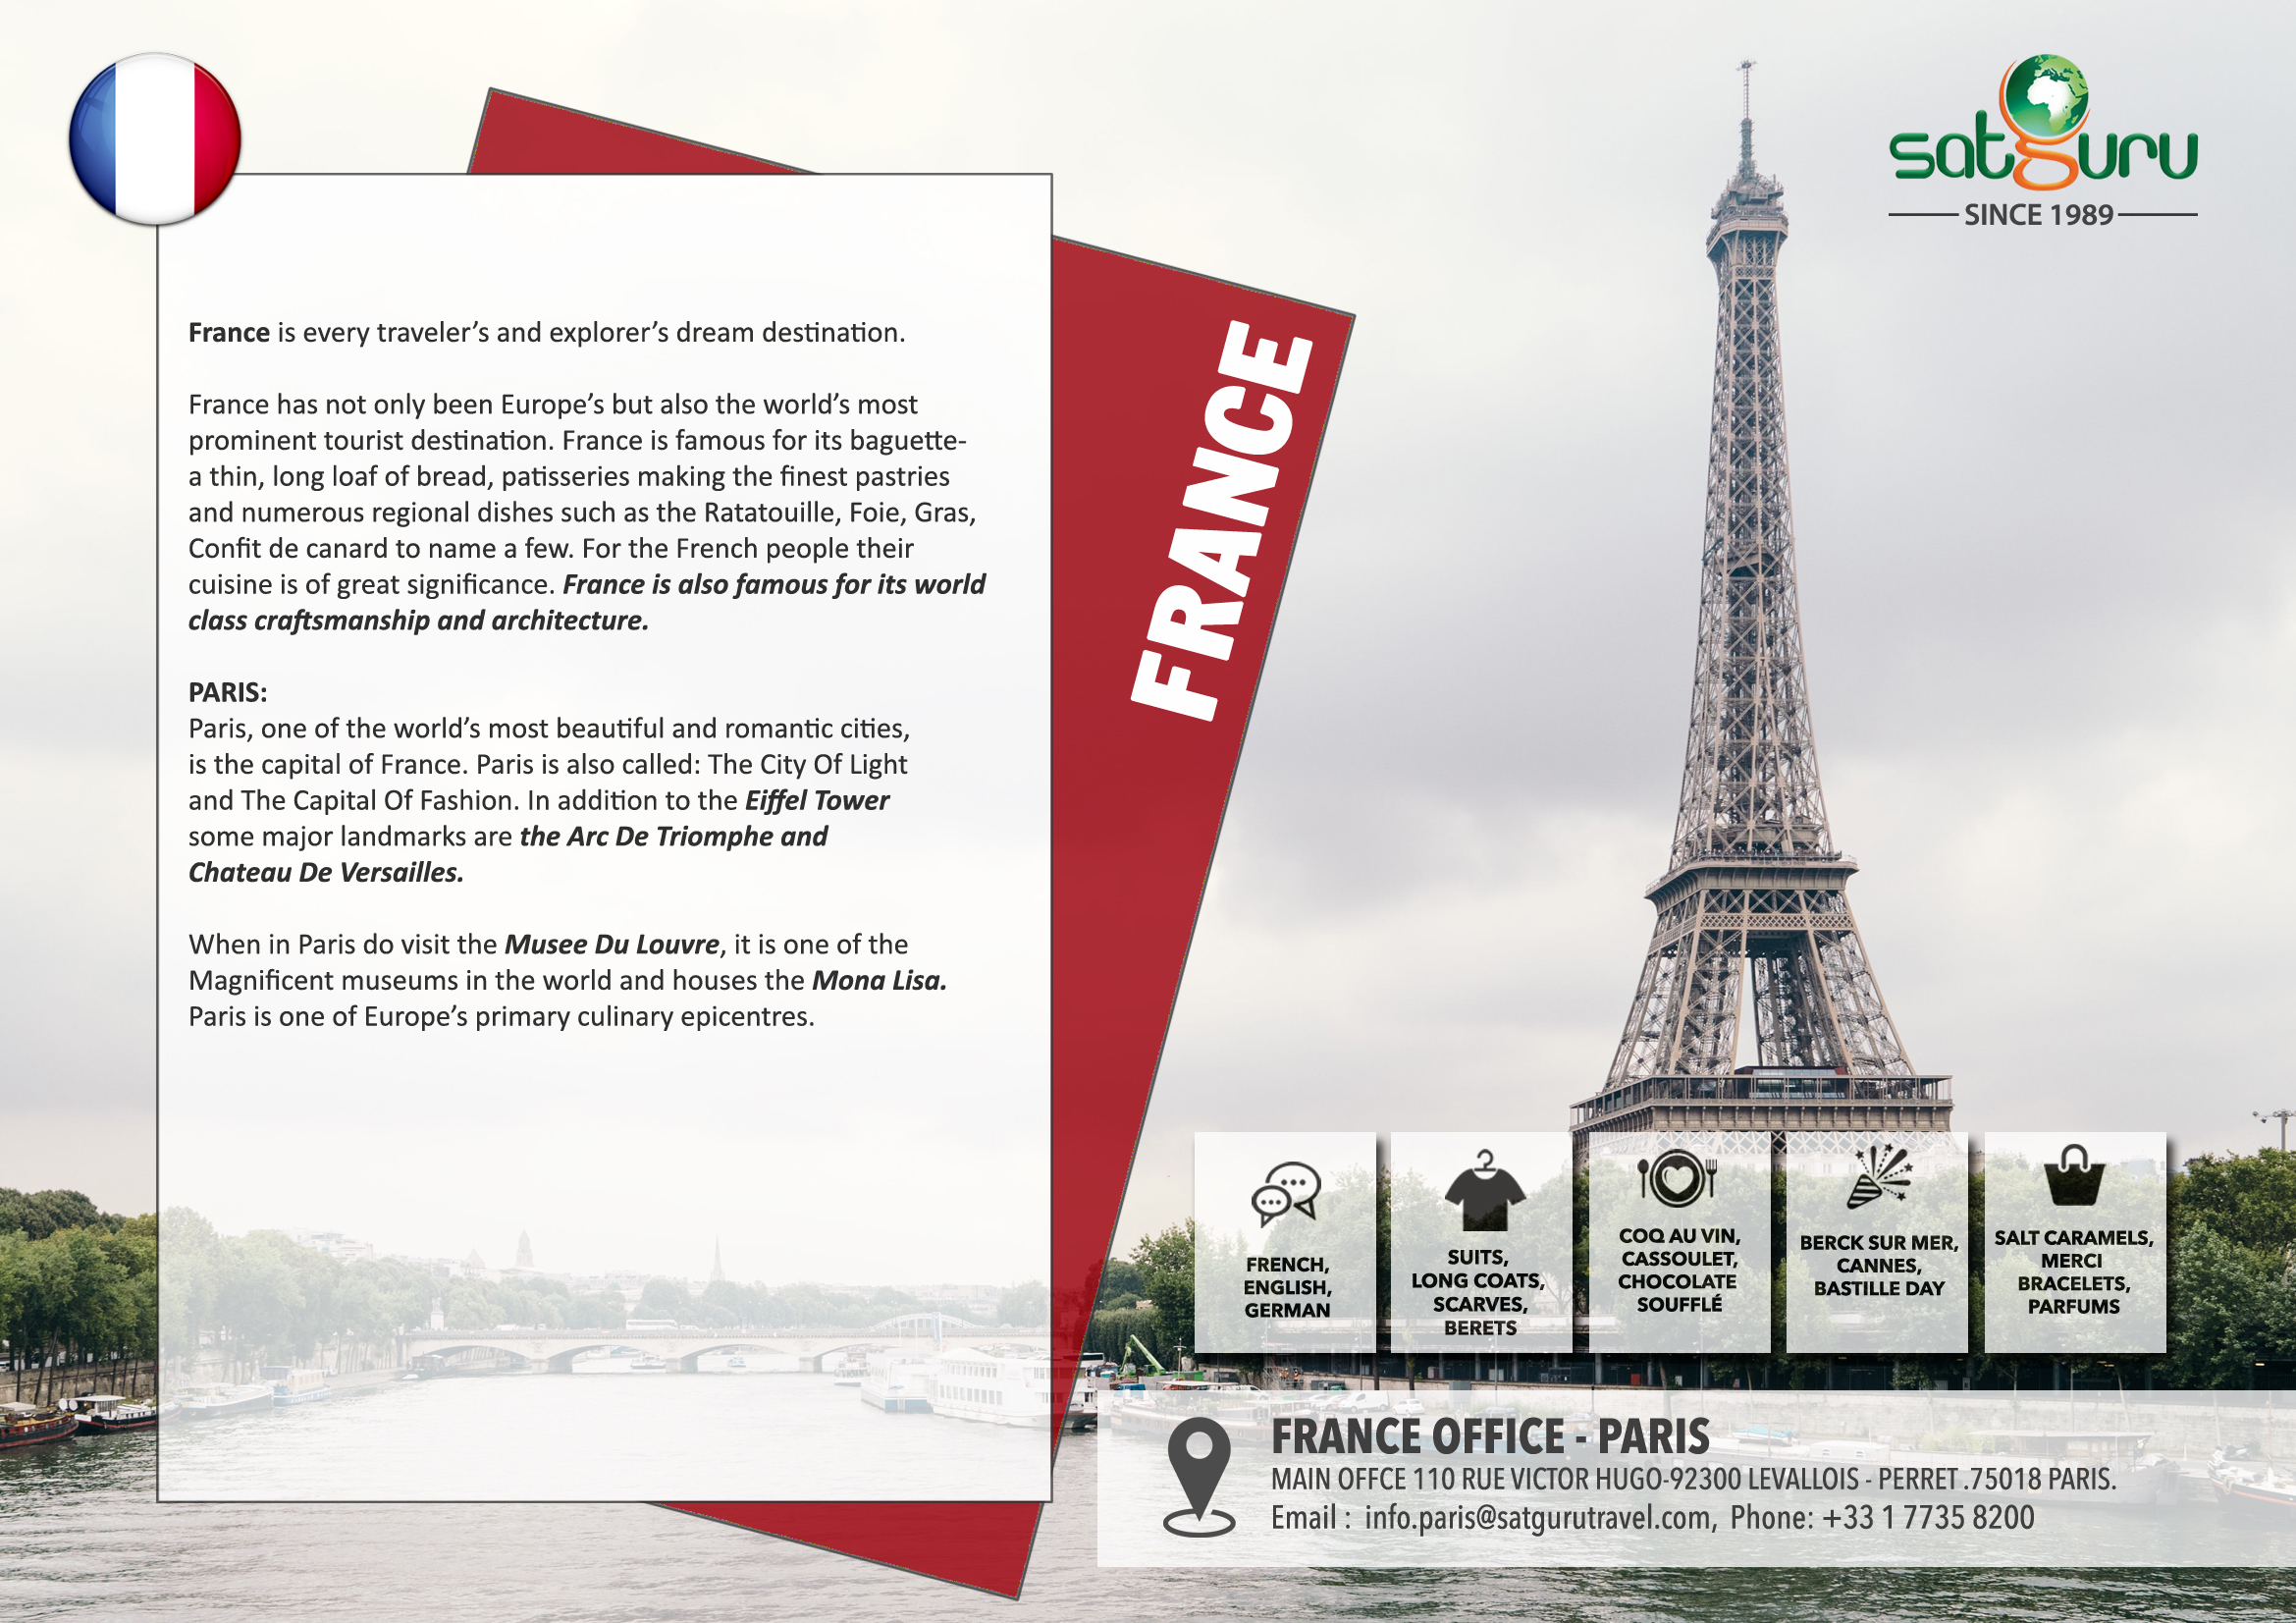 satguru
SINCE 1989
France is every traveler’s and explorer’s dream destination.
France has not only been Europe’s but also the world’s most
prominent tourist destination. France is famous for its baguette-
a thin, long loaf of bread, patisseries making the finest pastries
and numerous regional dishes such as the Ratatouille, Foie, Gras,
Confit de canard to name a few. For the French people their
cuisine is of great significance. France is also famous for its world
class craftsmanship and architecture.
PARIS:
Paris, one of the world’s most beautiful and romantic cities,
is the capital of France. Paris is also called: The City Of Light
and The Capital Of Fashion. In addition to the Eiffel Tower
some major landmarks are the Arc De Triomphe and
Chateau De Versailles.
When in Paris do visit the Musee Du Louvre, it is one of the
Magnificent museums in the world and houses the Mona Lisa.
Paris is one of Europe’s primary culinary epicentres.
FRANCE
FRENCH,
ENGLISH,
GERMAN
SUITS,
LONG COATS,
SCARVES,
BERETS
COQ AU VIN,
CASSOULET,
CHOCOLATE
SOUFFLÉ
BERCK SUR MER,
CANNES,
BASTILLE DAY
SALT CARAMELS,
MERCI
BRACELETS,
PARFUMS
FRANCE OFFICE - PARIS
MAIN OFFCE 110 RUE VICTOR HUGO-92300 LEVALLOIS - PERRET.75018 PARIS.
Email : info.paris@satgurutravel.com, Phone: +33 1 7735 8200